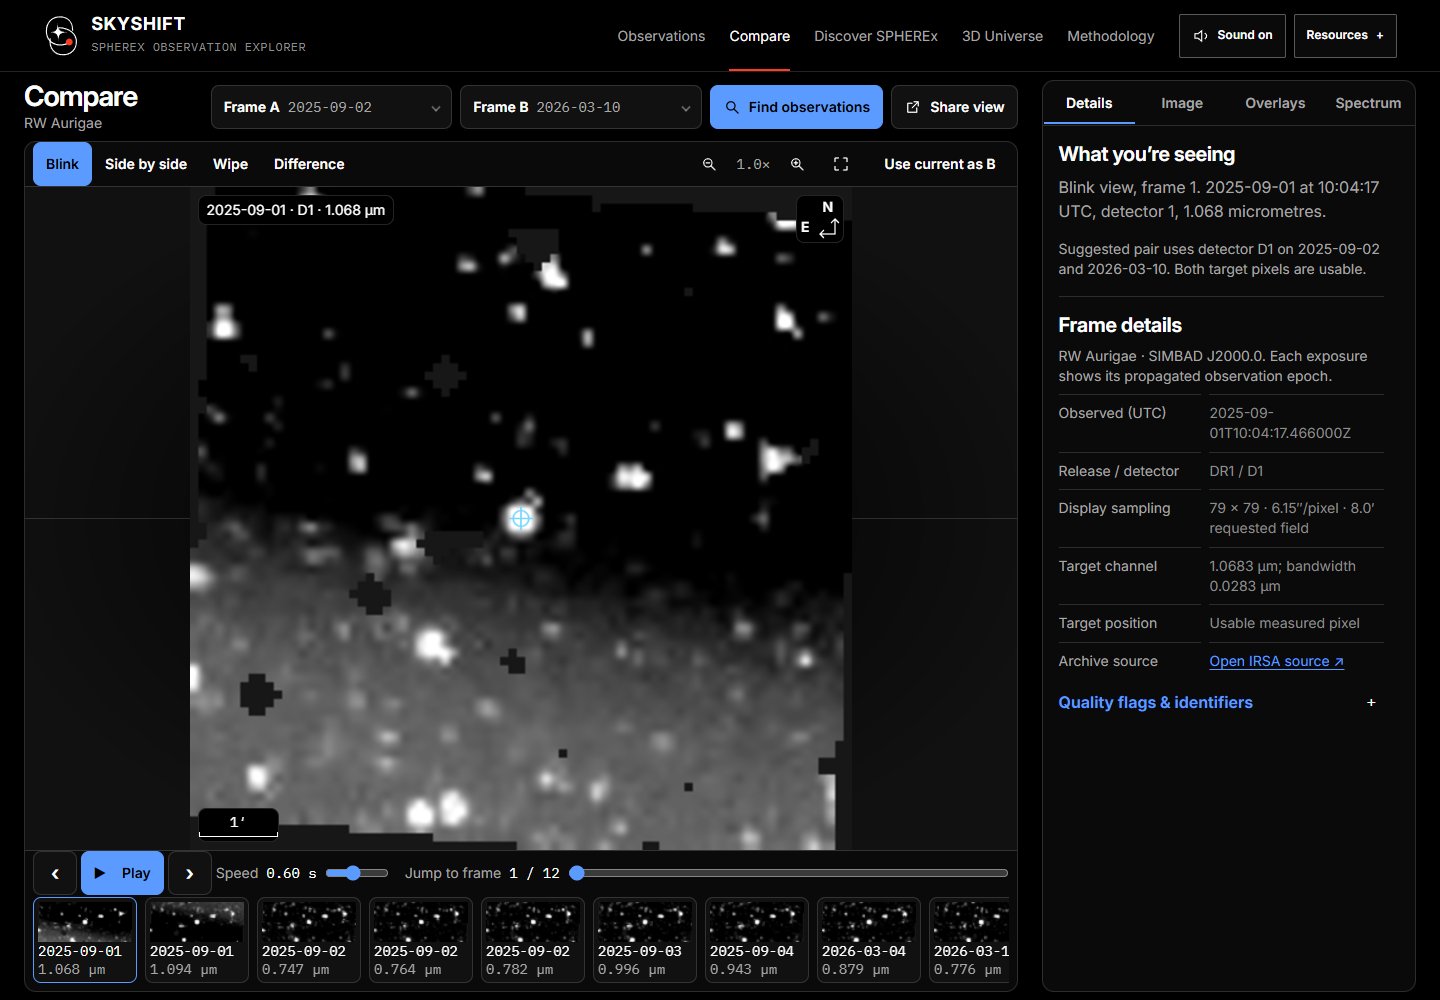 SKYSHIFT
SPHEREX OBSERVATION EXPLORER
Observations
Compare
Discover SPHEREx
3D Universe
Methodology
Sound on
Resources +
Compare
RW Aurigae
Frame A 2025-09-02
Frame B 2026-03-10
Find observations
Share view
Blink
Side by side
Wipe
Difference
1.0×
Use current as B
2025-09-01 · D1 · 1.068 µm
N
E
1′
‹
Play
›
Speed 0.60 s
Jump to frame 1 / 12
2025-09-01
1.068 µm
2025-09-01
1.094 µm
2025-09-02
0.747 µm
2025-09-02
0.764 µm
2025-09-02
0.782 µm
2025-09-03
0.996 µm
2025-09-04
0.943 µm
2026-03-04
0.879 µm
2026-03-1
0.776 µm
Details
Image
Overlays
Spectrum
What you’re seeing
Blink view, frame 1. 2025-09-01 at 10:04:17
UTC, detector 1, 1.068 micrometres.
Suggested pair uses detector D1 on 2025-09-02
and 2026-03-10. Both target pixels are usable.
Frame details
RW Aurigae · SIMBAD J2000.0. Each exposure
shows its propagated observation epoch.
Observed (UTC)
2025-09-
01T10:04:17.466000Z
Release / detector
DR1 / D1
Display sampling
79 × 79 · 6.15″/pixel · 8.0′
requested field
Target channel
1.0683 µm; bandwidth
0.0283 µm
Target position
Usable measured pixel
Archive source
Open IRSA source ↗
Quality flags & identifiers +